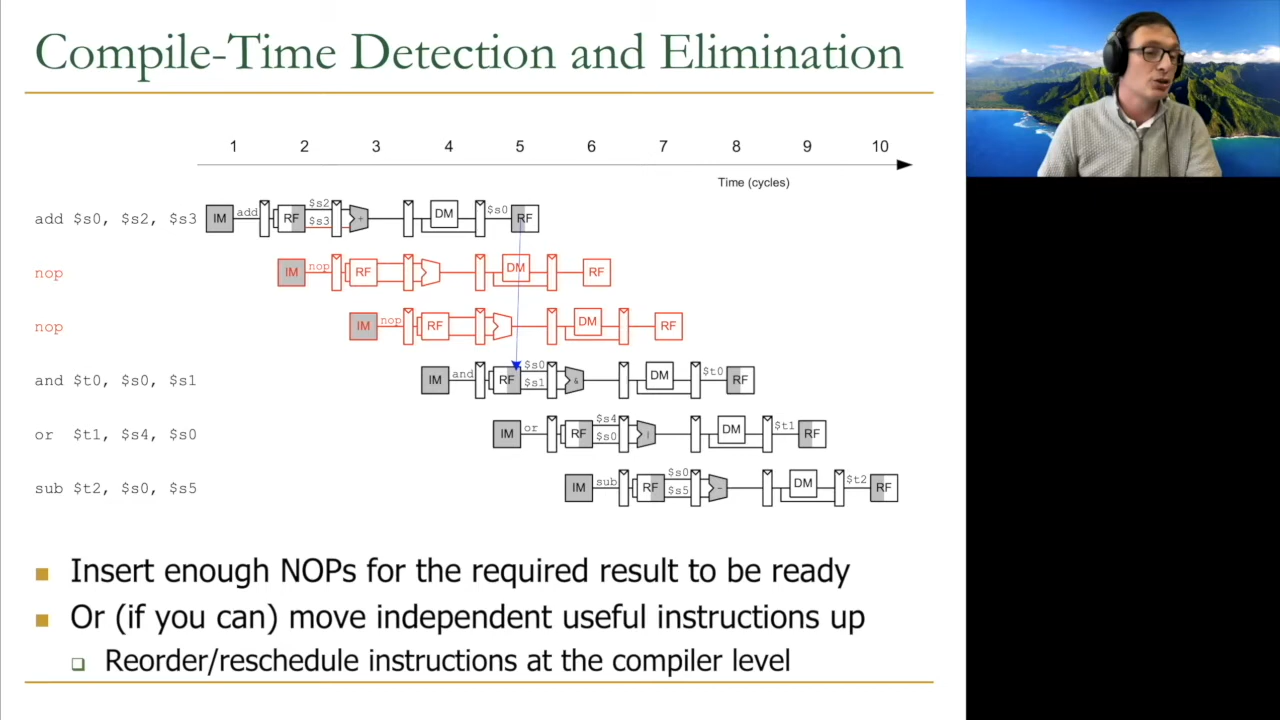 Compile-Time Detection and Elimination
1 2 3 4 5 6 7 8 9 10
Time (cycles)
add $s0, $s2, $s3 IM add RF $s2 $s3 + DM $s0 RF
nop IM nop RF DM RF
nop IM nop RF DM RF
and $t0, $s0, $s1 IM and RF $s0 $s1 & DM $t0 RF
or $t1, $s4, $s0 IM or RF $s4 $s0 | DM $t1 RF
sub $t2, $s0, $s5 IM sub RF $s0 $s5 - DM $t2 RF
Insert enough NOPs for the required result to be ready
Or (if you can) move independent useful instructions up
Reorder/reschedule instructions at the compiler level